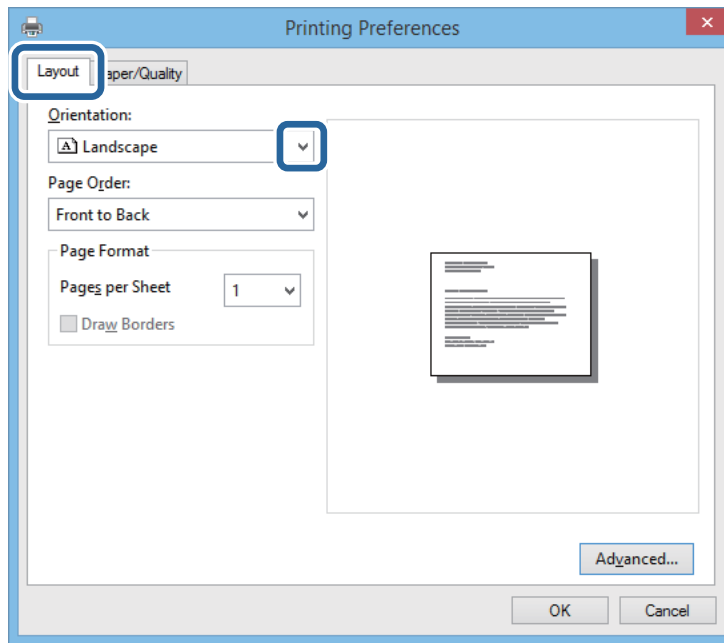 Printing Preferences
Layout
aper/Quality
Orientation:
A Landscape
Page Order:
Front to Back
Page Format
Pages per Sheet 1
Draw Borders
Advanced...
OK Cancel